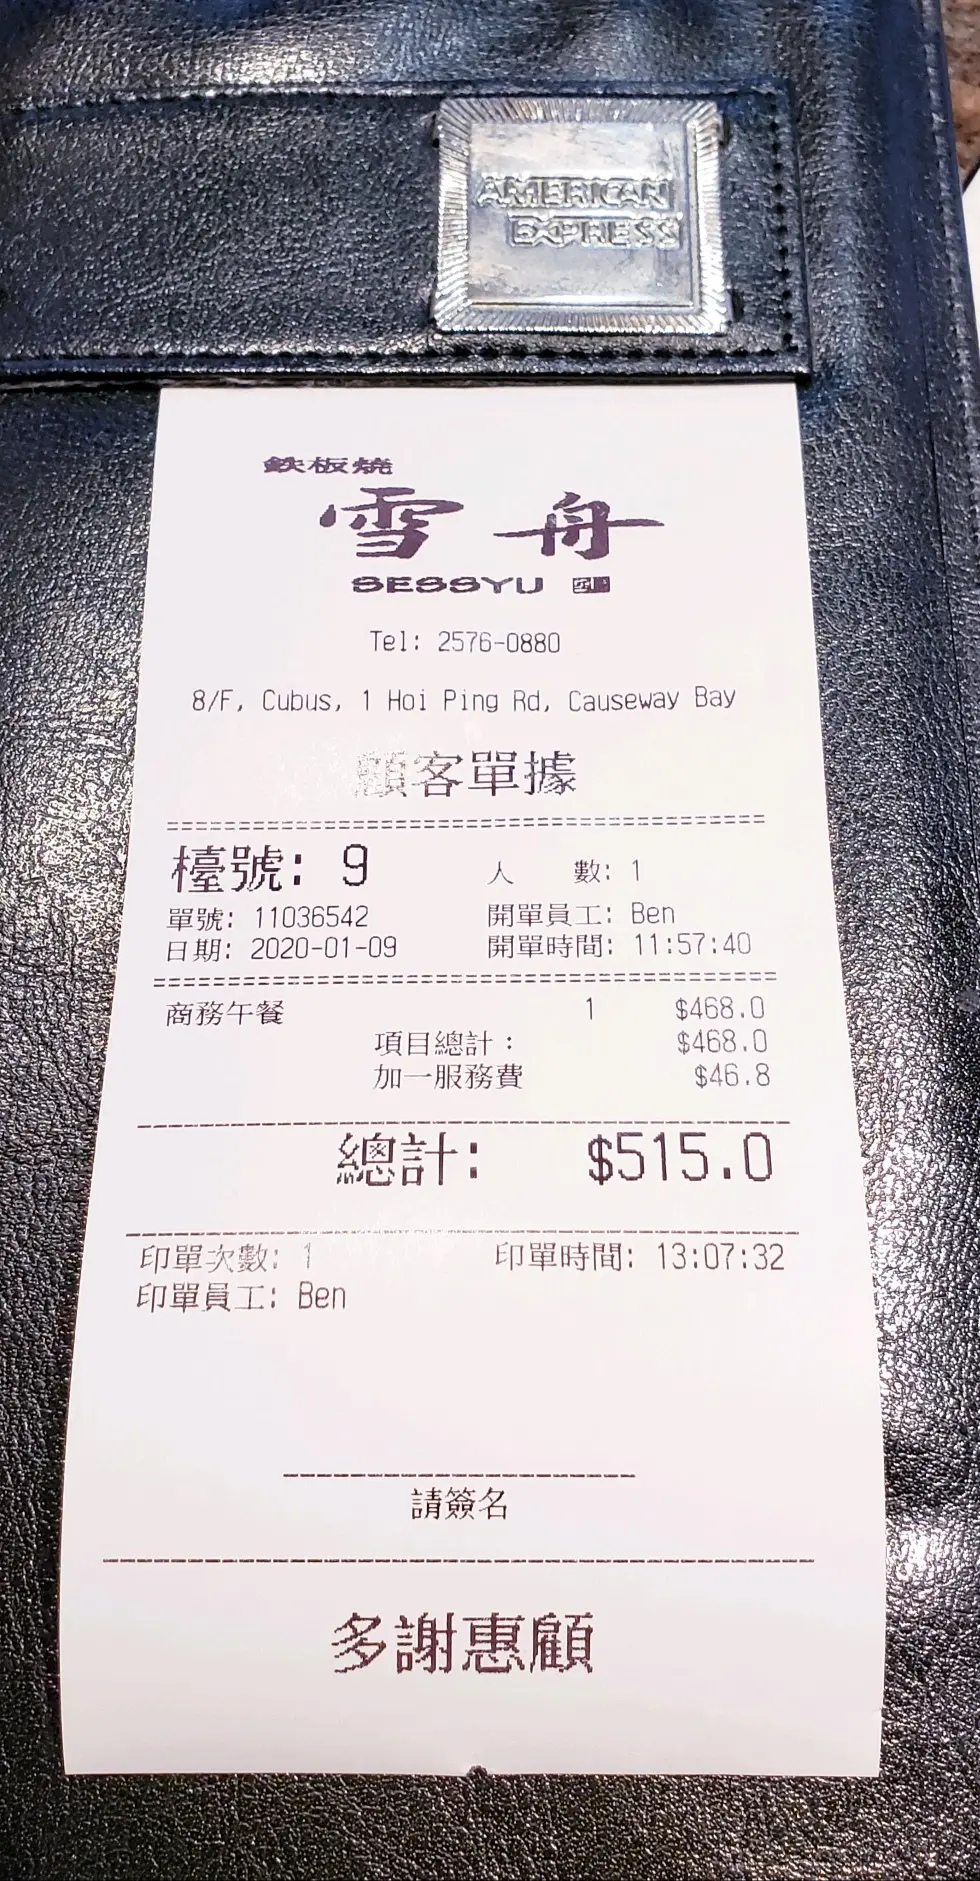 AMERICAN
EXPRESS
鉄板焼
雪舟
SESSYU
Tel: 2576-0880
8/F, Cubus, 1 Hoi Ping Rd, Causeway Bay
顧客單據
檯號: 9 人 數: 1
單號: 11036542 開單員工: Ben
日期: 2020-01-09 開單時間: 11:57:40
商務午餐 1 $468.0
項目總計: $468.0
加一服務費 $46.8
總計: $515.0
印單次數: 1 印單時間: 13:07:32
印單員工: Ben
請簽名
多謝惠顧